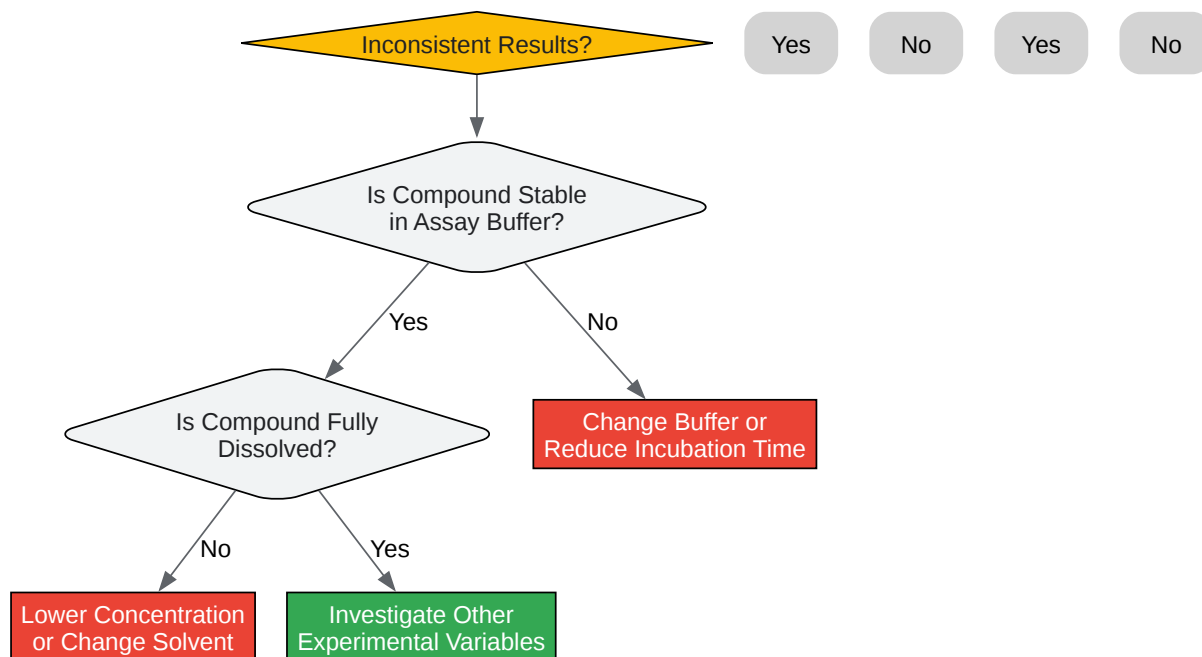 Inconsistent Results?
Yes
No
Yes
No
Is Compound Stable
in Assay Buffer?
Yes
No
Is Compound Fully
Dissolved?
Change Buffer or
Reduce Incubation Time
No
Yes
Lower Concentration
or Change Solvent
Investigate Other
Experimental Variables